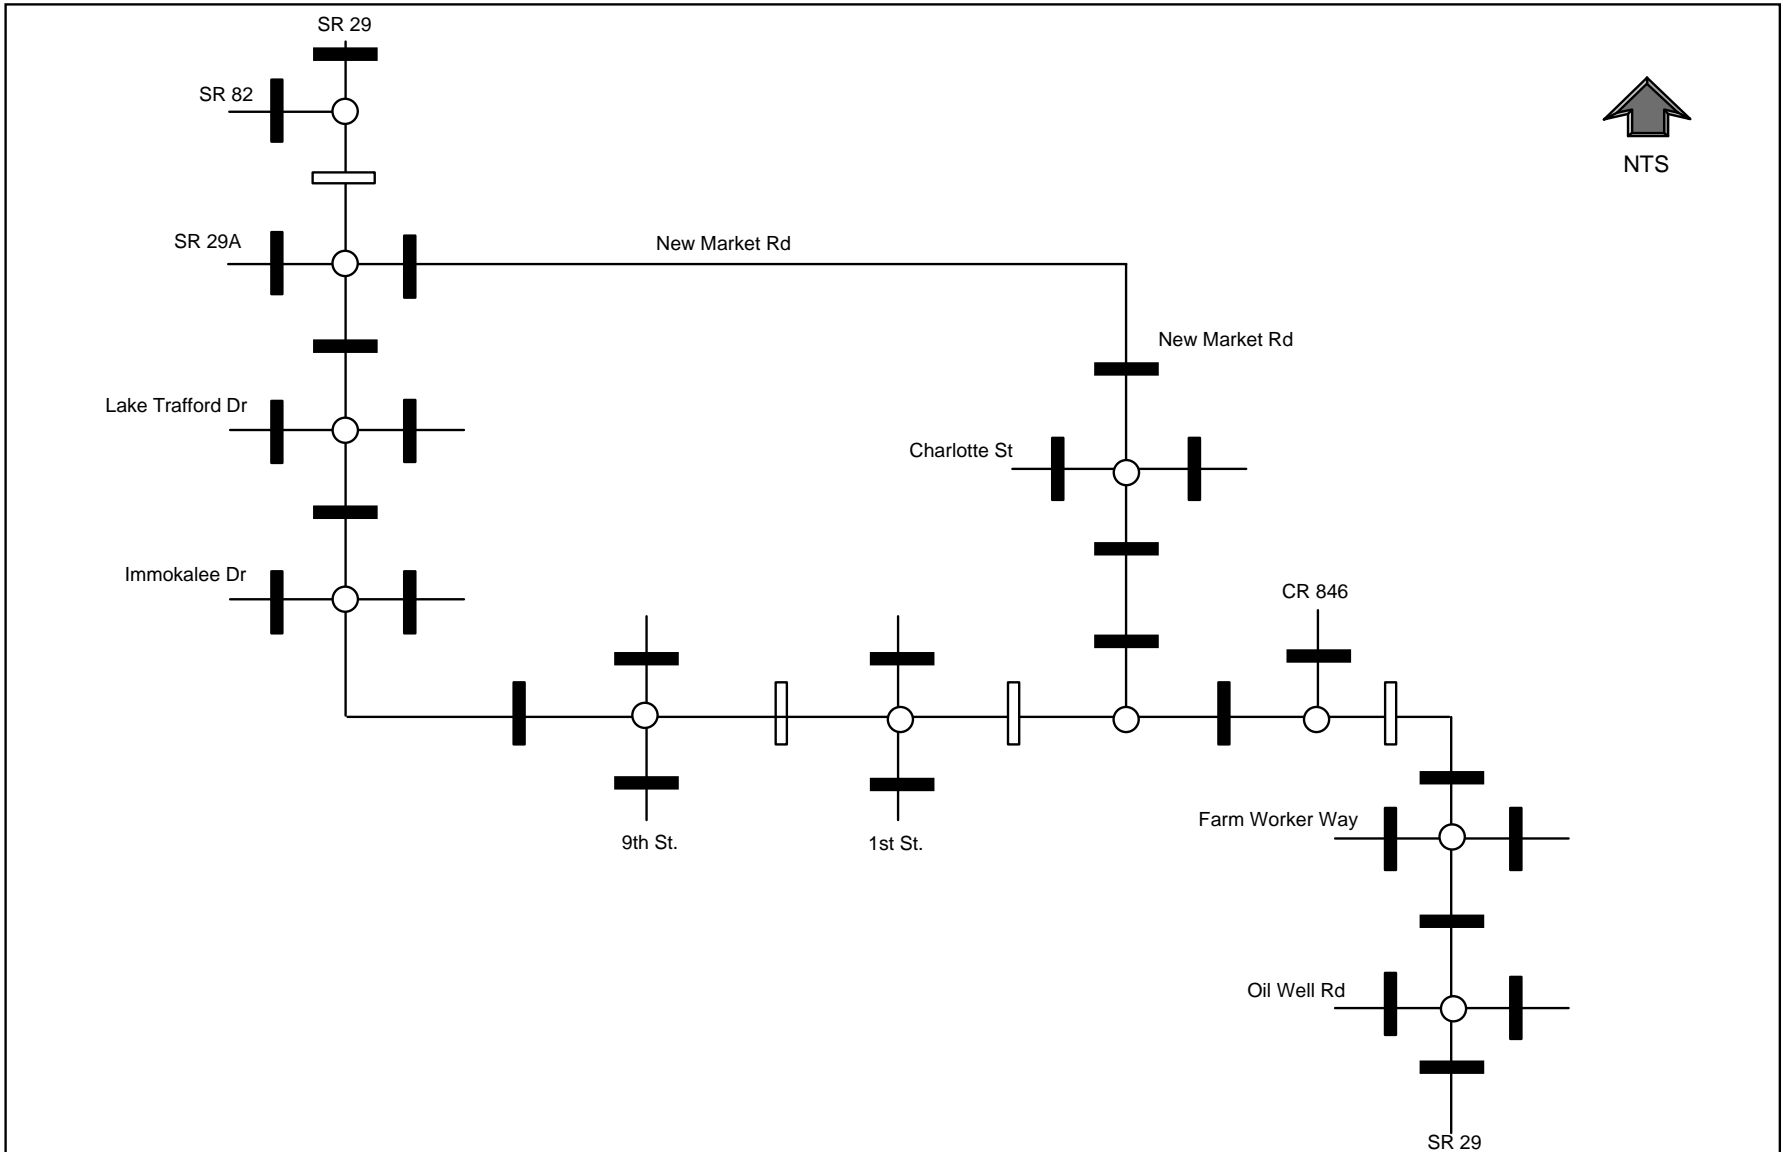 SR 29
SR 82
NTS
SR 29A
New Market Rd
New Market Rd
Lake Trafford Dr
Charlotte St
Immokalee Dr
CR 846
Farm Worker Way
9th St.
1st St.
Oil Well Rd
SR 29